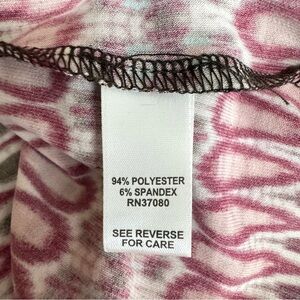 94% POLYESTER
6% SPANDEX
RN37080
SEE REVERSE
FOR CARE